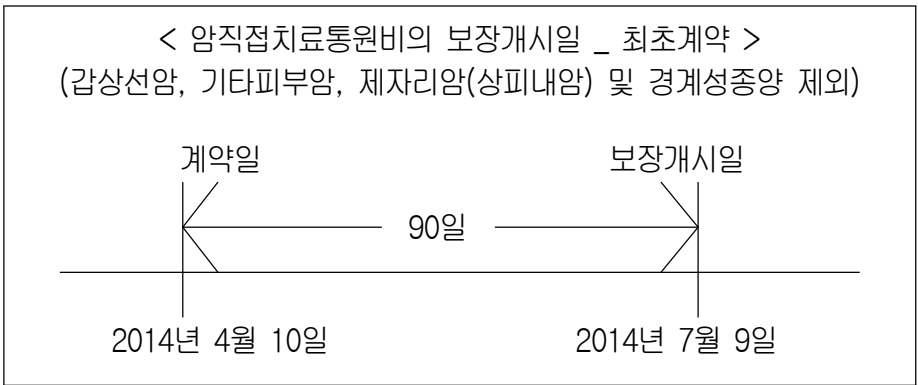 < 암직접치료통원비의 보장개시일 _ 최초계약 >
(갑상선암, 기타피부암, 제자리암(상피내암) 및 경계성종양 제외)
계약일 보장개시일
90일
2014년 4월 10일 2014년 7월 9일